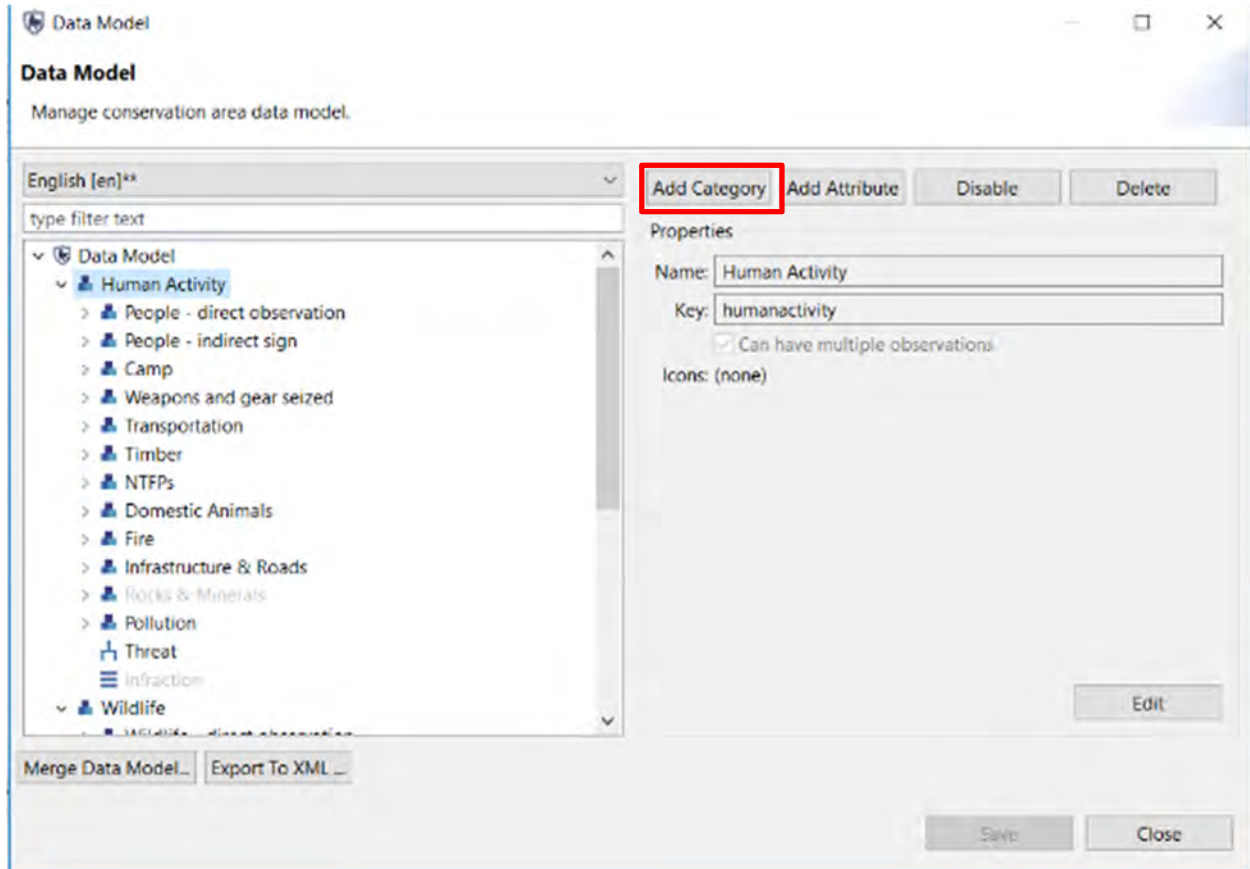 Data Model
Data Model
Manage conservation area data model.
English [en]**
type filter text
Data Model
Human Activity
People - direct observation
People - indirect sign
Camp
Weapons and gear seized
Transportation
Timber
NTFPs
Domestic Animals
Fire
Infrastructure & Roads
Rocks & Minerals
Pollution
Threat
Infraction
Wildlife
Wildlife - direct observation
Merge Data Model...
Export To XML ...
Add Category
Add Attribute
Disable
Delete
Properties
Name: Human Activity
Key: humanactivity
Can have multiple observations
Icons: (none)
Edit
Save
Close